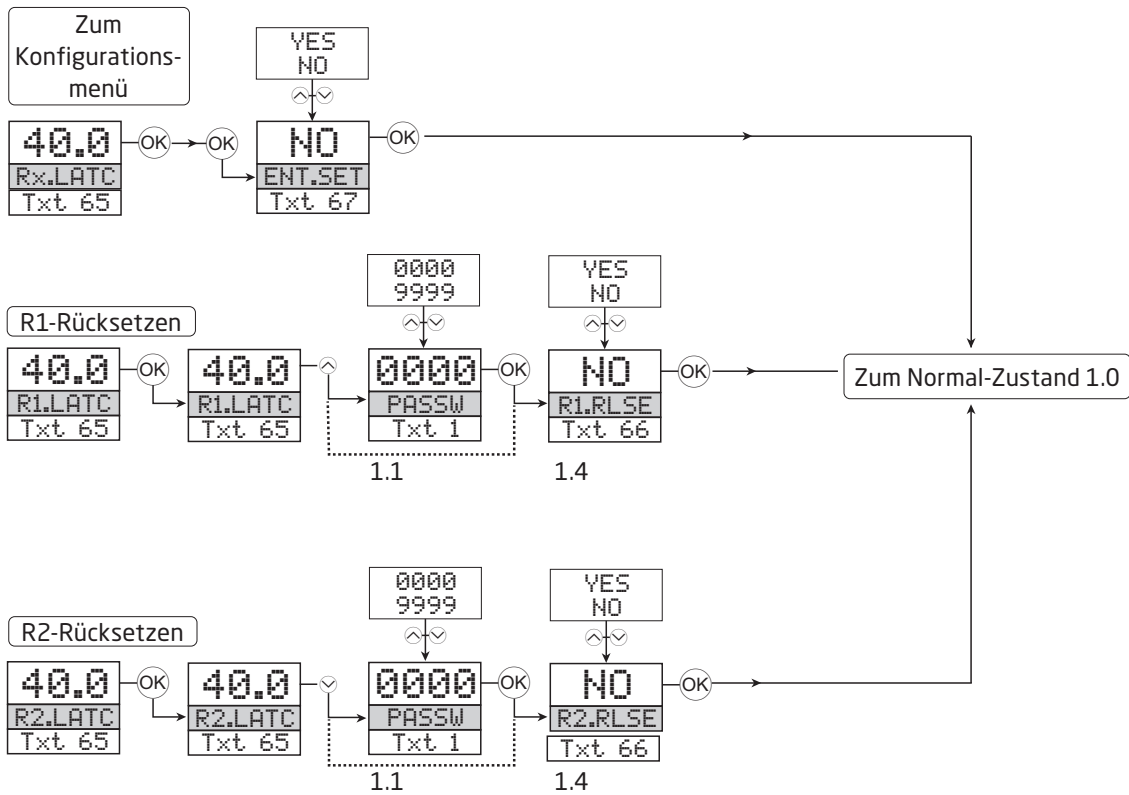 Zum
Konfigurations-
menü
YES
NO
40.0
OK
OK
NO
OK
Rx.LATC
ENT.SET
Txt 65
Txt 67
0000
9999
YES
NO
R1-Rücksetzen
40.0
OK
40.0
0000
OK
NO
OK
Zum Normal-Zustand 1.0
R1.LATC
R1.LATC
PASSW
R1.RLSE
Txt 65
Txt 65
Txt 1
Txt 66
1.1
1.4
0000
9999
YES
NO
R2-Rücksetzen
40.0
OK
40.0
0000
OK
NO
OK
R2.LATC
R2.LATC
PASSW
R2.RLSE
Txt 65
Txt 65
Txt 1
Txt 66
1.1
1.4